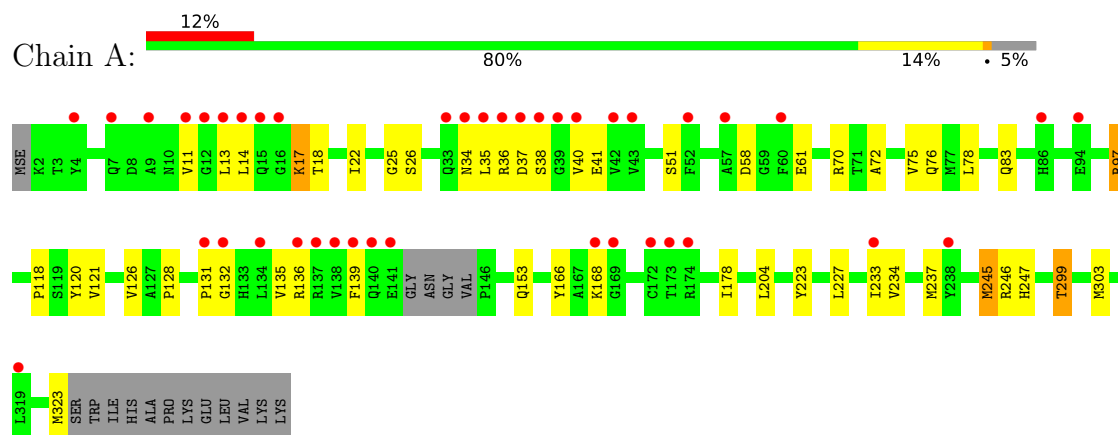 12%
Chain A:
80% 14% • 5%
MSE K2 T3 Y4 Q7 D8 A9 N10 V11 G12 L13 L14 Q15 G16 K17 T18 I22 G25 S26 Q33 N34 L35 R36 D37 S38 G39 V40 E41 V42 V43 S51 F52 A57 D58 G59 F60 E61 R70 T71 A72 V75 Q76 M77 L78 Q83 H86 E94 R97
P118 S119 Y120 V121 V126 A127 P128 P131 G132 H133 L134 V135 R136 R137 V138 F139 Q140 E141 GLY ASN GLY VAL P146 Q153 Y166 A167 K168 G169 C172 T173 R174 I178 L204 Y223 L227 I233 V234 M237 Y238 M245 R246 H247 T299 M303
L319 M323 SER TRP ILE HIS ALA PRO LYS GLU LEU VAL LYS LYS